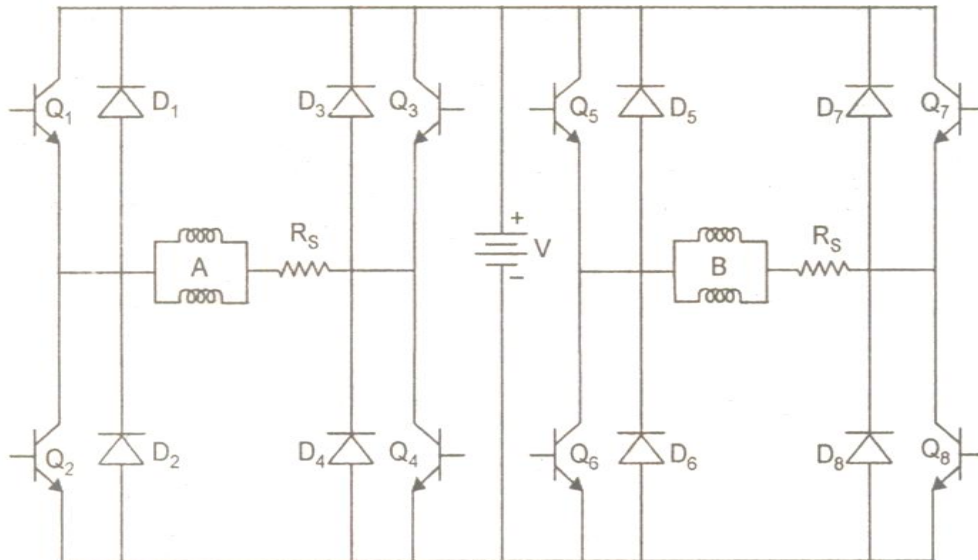 Q1 D1 D3 Q3 Q5 D5 D7 Q7
RS + RS
A V B
−
Q2 D2 D4 Q4 Q6 D6 D8 Q8